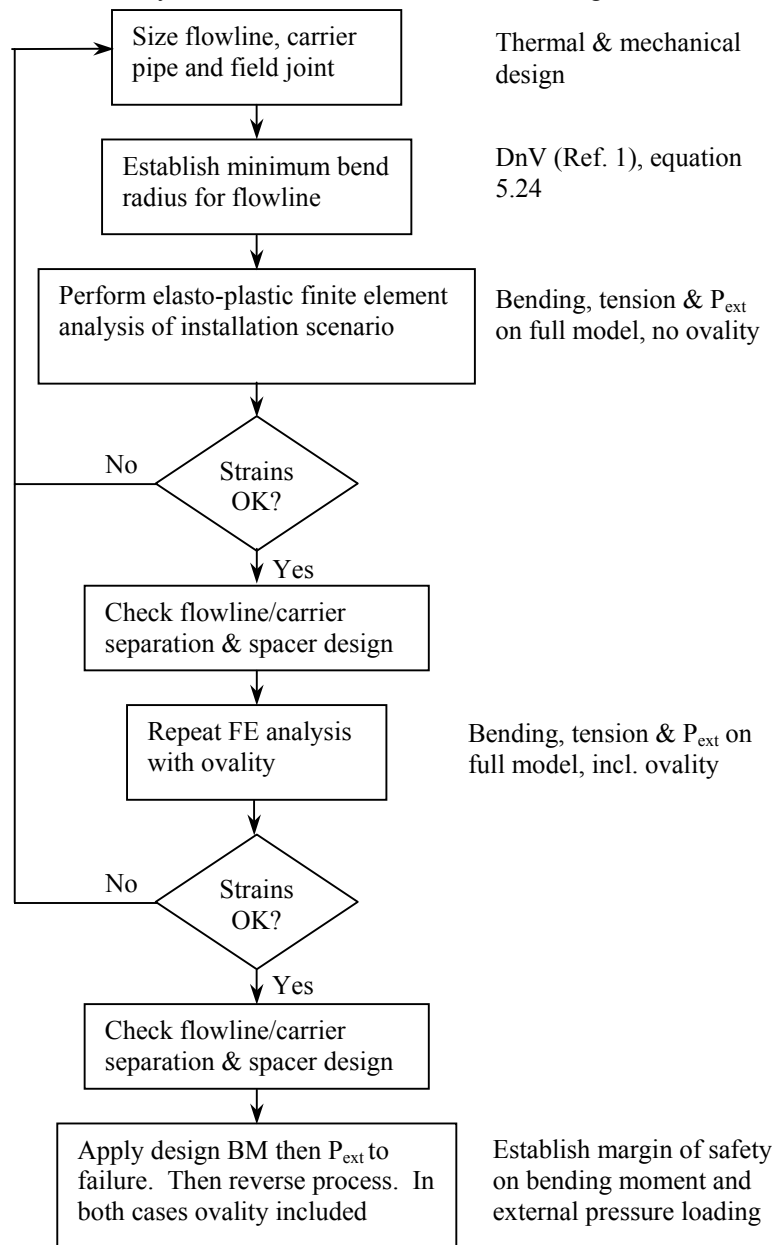 Size flowline, carrier
pipe and field joint
Thermal & mechanical
design
Establish minimum bend
radius for flowline
DnV (Ref. 1), equation
5.24
Perform elasto-plastic finite element
analysis of installation scenario
Bending, tension & Pext
on full model, no ovality
No
Strains
OK?
Yes
Check flowline/carrier
separation & spacer design
Repeat FE analysis
with ovality
Bending, tension & Pext on
full model, incl. ovality
No
Strains
OK?
Yes
Check flowline/carrier
separation & spacer design
Apply design BM then Pext to
failure. Then reverse process. In
both cases ovality included
Establish margin of safety
on bending moment and
external pressure loading